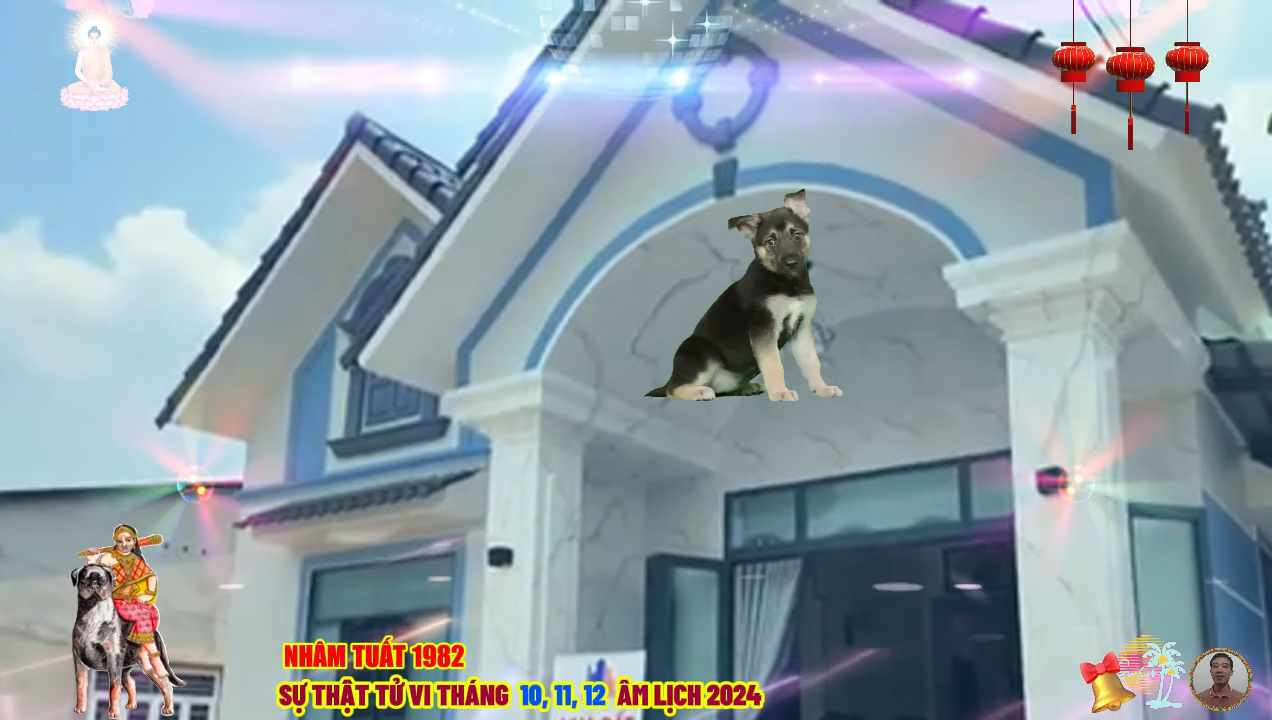 NHÂM TUẤT 1982
SỰ THẬT TỬ VI THÁNG 10, 11, 12 ÂM LỊCH 2024